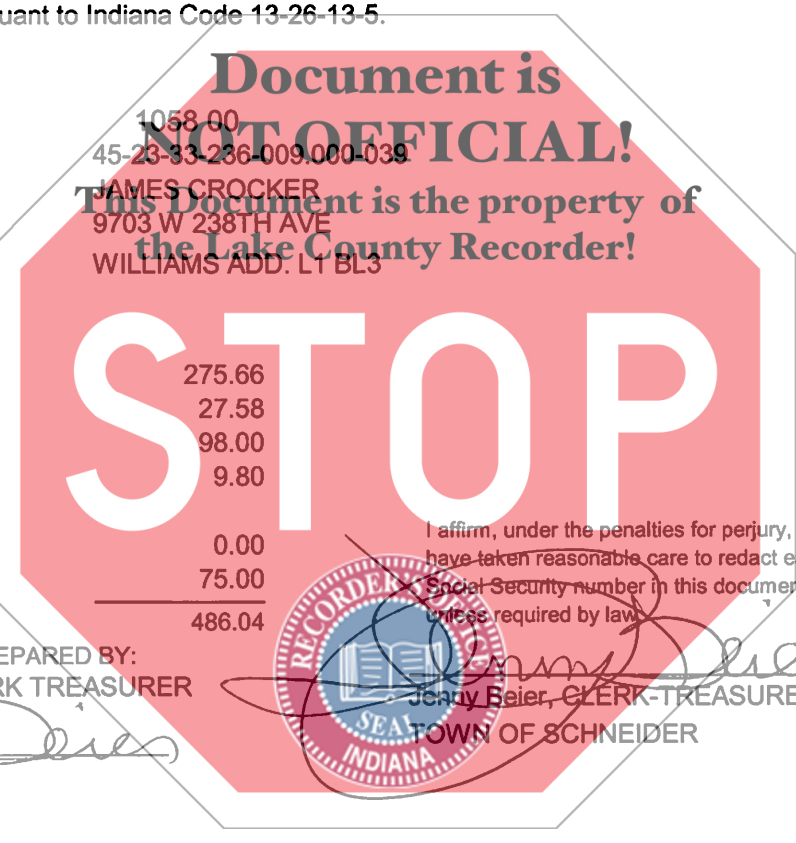 uant to Indiana Code 13-26-13-5.
Document is
NOT OFFICIAL!
This Document is the property of
the Lake County Recorder!
1058.00
45-23-33-236-009.000-039
JAMES CROCKER
9703 W 238TH AVE
WILLIAMS ADD. L1 BL3
STOP
275.66
27.58
98.00
9.80
0.00
75.00
486.04
I affirm, under the penalties for perjury,
have taken reasonable care to redact e
Social Security number in this documen
unless required by law
EPARED BY:
RK TREASURER
Jenny Beier, CLERK-TREASURE
TOWN OF SCHNEIDER
RECORDER'S OFFICE
SEAL
INDIANA